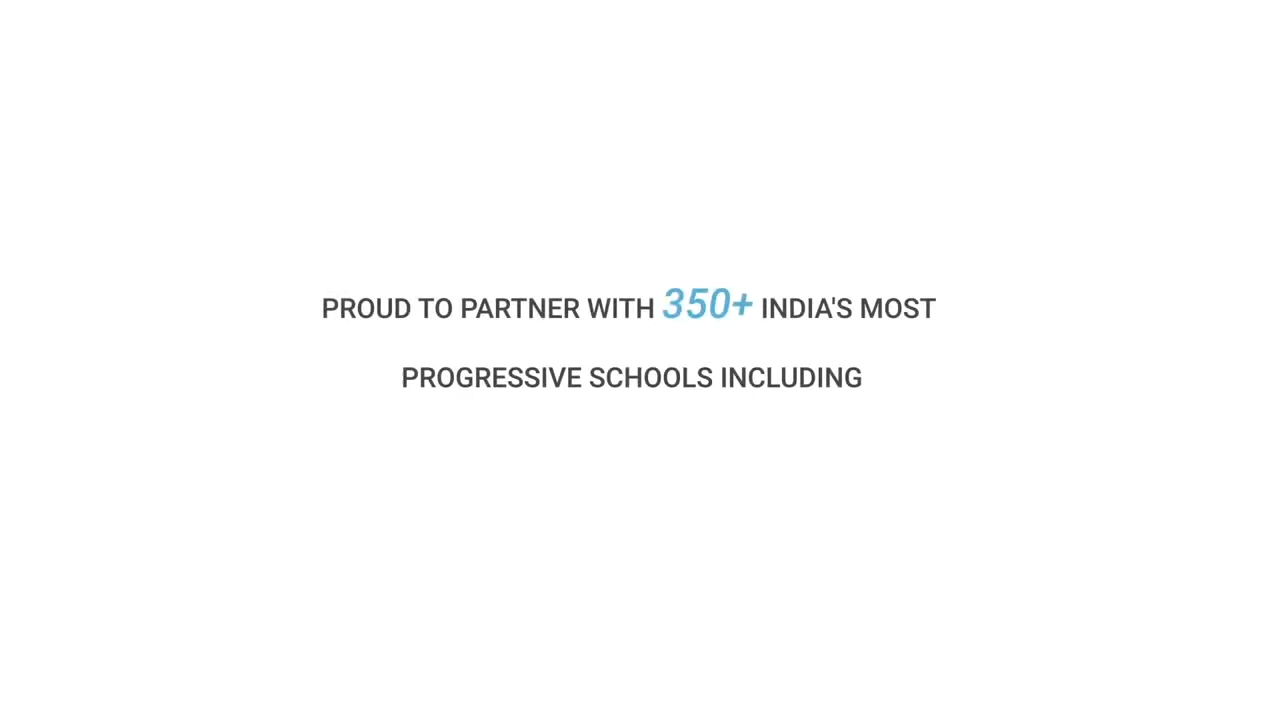 PROUD TO PARTNER WITH 350+ INDIA'S MOST
PROGRESSIVE SCHOOLS INCLUDING